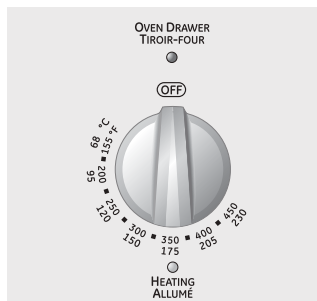 OVEN DRAWER
TIROIR-FOUR
OFF
68 °C
155 °F
95
200
120
250
150
300
350
175
400
205
450
230
HEATING
ALLUMÉ